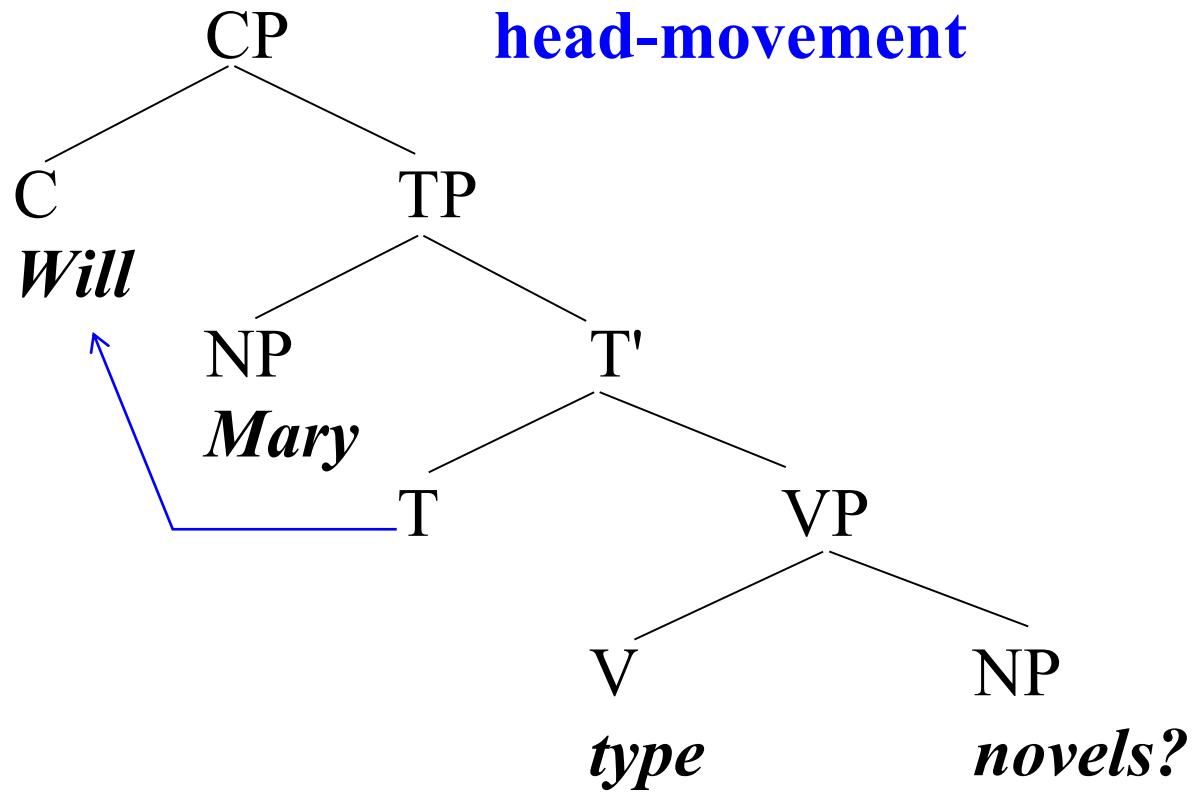 CP head-movement
C TP
Will
NP T'
Mary
T VP
V NP
type novels?